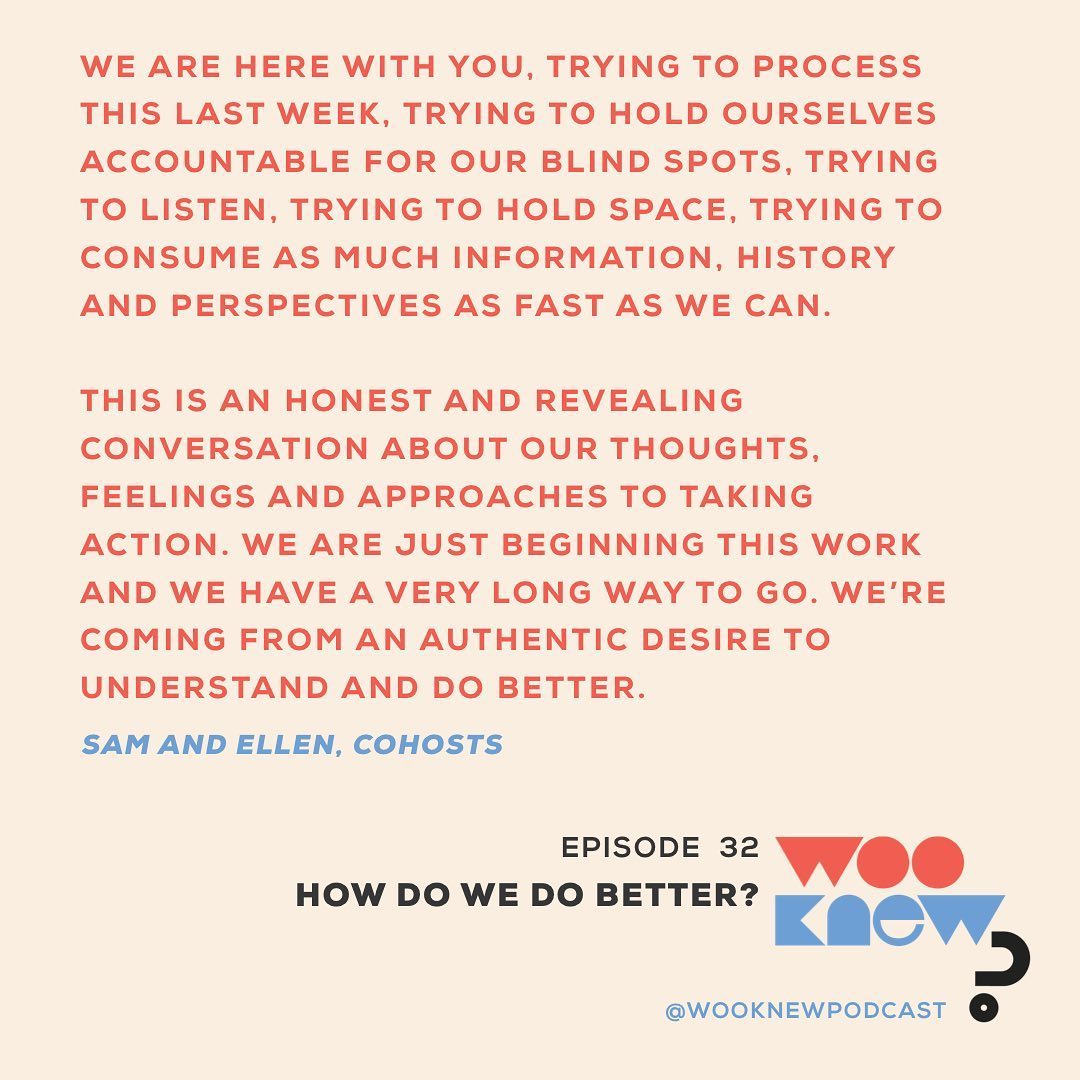 WE ARE HERE WITH YOU, TRYING TO PROCESS
THIS LAST WEEK, TRYING TO HOLD OURSELVES
ACCOUNTABLE FOR OUR BLIND SPOTS, TRYING
TO LISTEN, TRYING TO HOLD SPACE, TRYING TO
CONSUME AS MUCH INFORMATION, HISTORY
AND PERSPECTIVES AS FAST AS WE CAN.
THIS IS AN HONEST AND REVEALING
CONVERSATION ABOUT OUR THOUGHTS,
FEELINGS AND APPROACHES TO TAKING
ACTION. WE ARE JUST BEGINNING THIS WORK
AND WE HAVE A VERY LONG WAY TO GO. WE’RE
COMING FROM AN AUTHENTIC DESIRE TO
UNDERSTAND AND DO BETTER.
SAM AND ELLEN, COHOSTS
EPISODE 32
HOW DO WE DO BETTER?
WOO
KNEW?
@WOOKNEWPODCAST